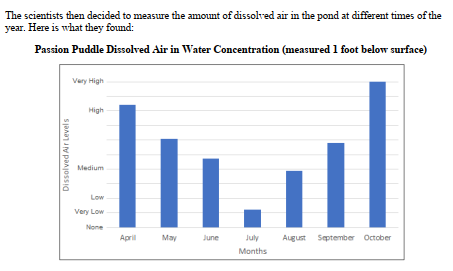 The scientists then decided to measure the amount of dissolved air in the pond at different times of the
year. Here is what they found:
Passion Puddle Dissolved Air in Water Concentration (measured 1 foot below surface)
Very High
High
Medium
Low
Very Low
None
Dissolved Air Levels
April May June July August September October
Months